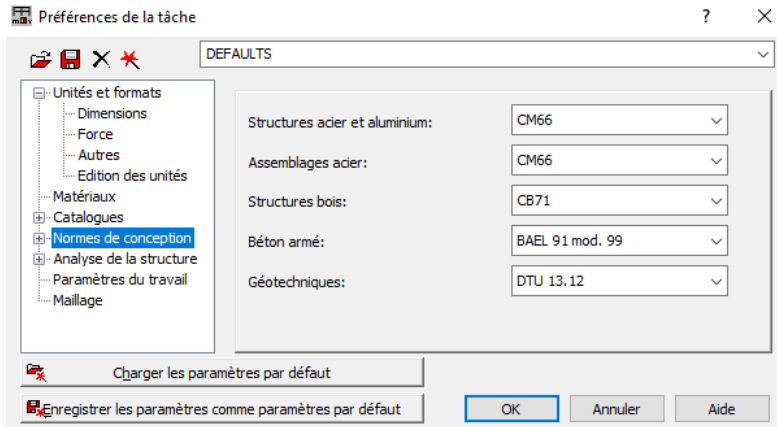 Préférences de la tâche
?
DEFAULTS
Unités et formats
Dimensions
Force
Autres
Edition des unités
Matériaux
Catalogues
Normes de conception
Analyse de la structure
Paramètres du travail
Maillage
Structures acier et aluminium: CM66
Assemblages acier: CM66
Structures bois: CB71
Béton armé: BAEL 91 mod. 99
Géotechniques: DTU 13.12
Charger les paramètres par défaut
Enregistrer les paramètres comme paramètres par défaut
OK Annuler Aide